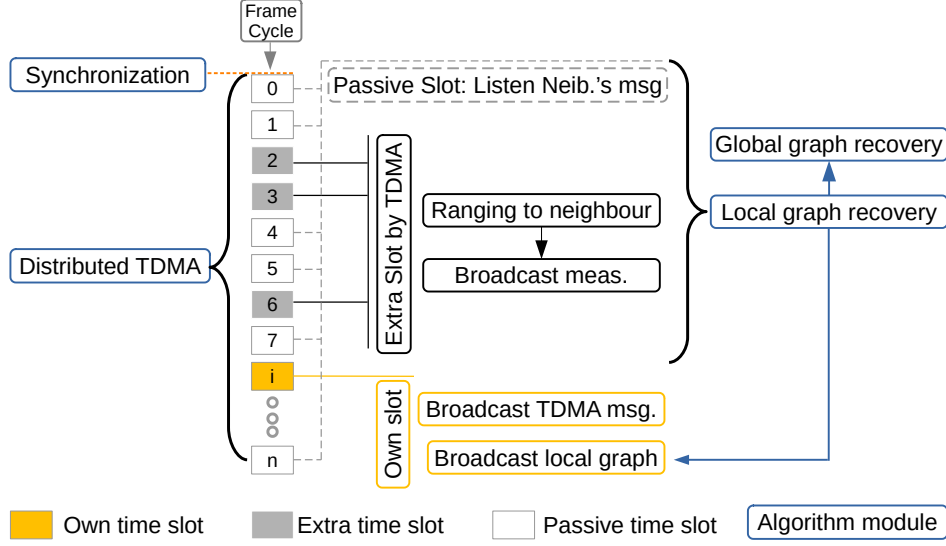 Frame
Cycle
Synchronization
0
Passive Slot: Listen Neib.'s msg
1
2
3
4
5
6
7
i
n
Distributed TDMA
Extra Slot by TDMA
Ranging to neighbour
Broadcast meas.
Global graph recovery
Local graph recovery
Own slot
Broadcast TDMA msg.
Broadcast local graph
Own time slot
Extra time slot
Passive time slot
Algorithm module